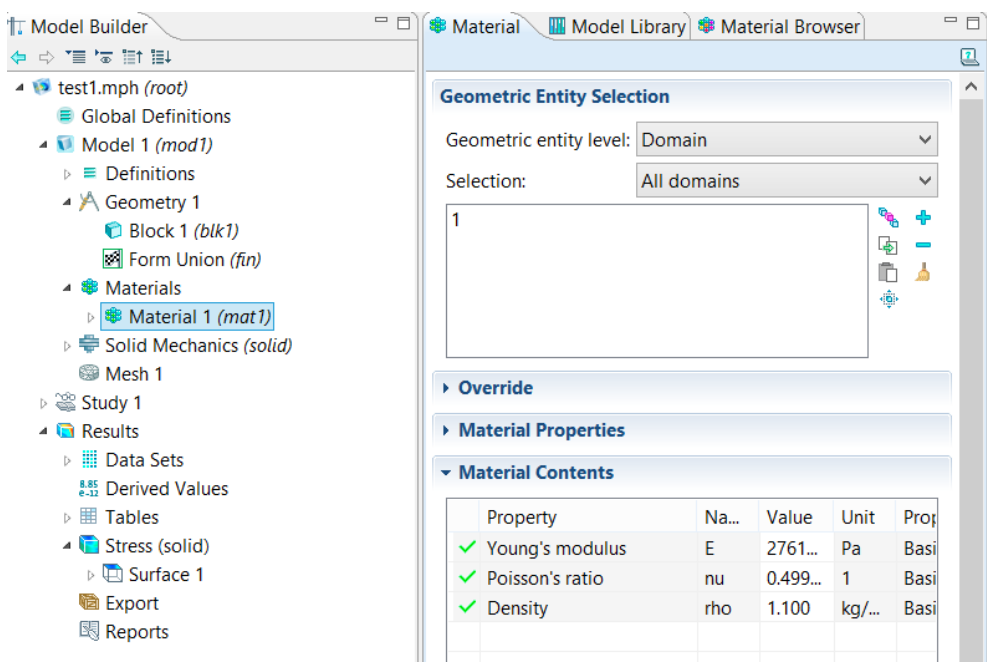 Model Builder
test1.mph (root)
Global Definitions
Model 1 (mod1)
Definitions
Geometry 1
Block 1 (blk1)
Form Union (fin)
Materials
Material 1 (mat1)
Solid Mechanics (solid)
Mesh 1
Study 1
Results
Data Sets
8.85
e-12
Derived Values
Tables
Stress (solid)
Surface 1
Export
Reports
Material Model Library Material Browser
Geometric Entity Selection
Geometric entity level: Domain
Selection: All domains
1
Override
Material Properties
Material Contents
Property Na... Value Unit Prop
Young's modulus E 2761... Pa Basi
Poisson's ratio nu 0.499... 1 Basi
Density rho 1.100 kg/... Basi